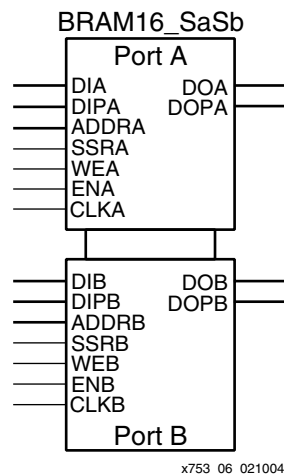 BRAM16_SaSb
Port A
DIA DOA
DIPA DOPA
ADDRA
SSRA
WEA
ENA
CLKA
DIB DOB
DIPB DOPB
ADDRB
SSRB
WEB
ENB
CLKB
Port B
x753_06_021004